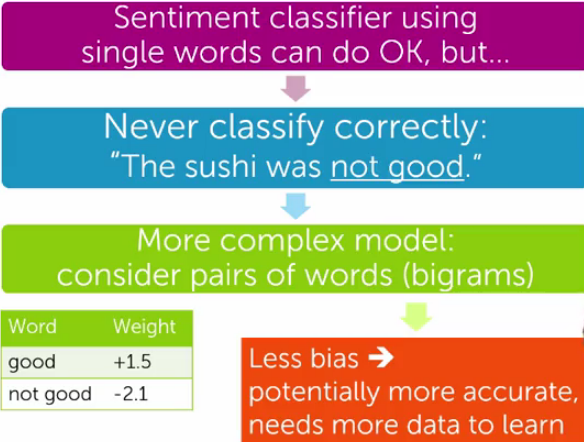 Sentiment classifier using
single words can do OK, but...
Never classify correctly:
“The sushi was not good.”
More complex model:
consider pairs of words (bigrams)
Word Weight
good +1.5
not good -2.1
Less bias ➔
potentially more accurate,
needs more data to learn